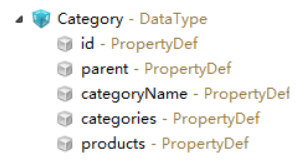 Category - DataType
id - PropertyDef
parent - PropertyDef
categoryName - PropertyDef
categories - PropertyDef
products - PropertyDef